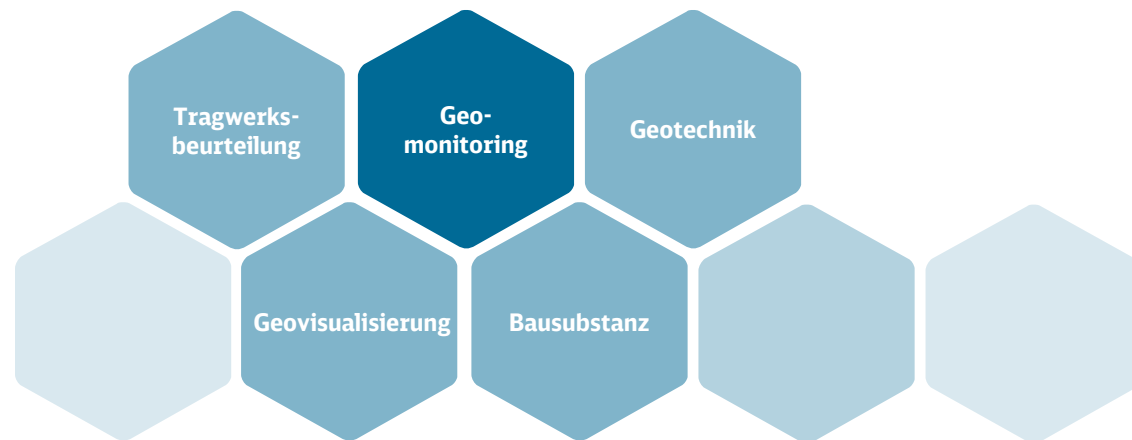 Tragwerks-
beurteilung
Geo-
monitoring
Geotechnik
Geovisualisierung
Bausubstanz